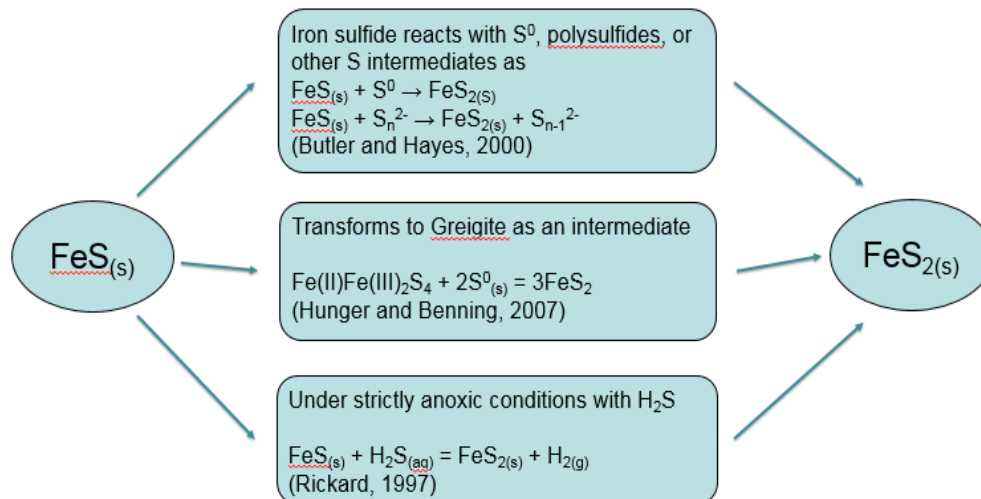 Iron sulfide reacts with S⁰, polysulfides, or
other S intermediates as
FeS₍ₛ₎ + S⁰ → FeS₂₍S₎
FeS₍ₛ₎ + Sₙ²⁻ → FeS₂₍ₛ₎ + Sₙ₋₁²⁻
(Butler and Hayes, 2000)
FeS₍ₛ₎
Transforms to Greigite as an intermediate
Fe(II)Fe(III)₂S₄ + 2S⁰₍ₛ₎ = 3FeS₂
(Hunger and Benning, 2007)
FeS₂₍ₛ₎
Under strictly anoxic conditions with H₂S
FeS₍ₛ₎ + H₂S₍aq₎ = FeS₂₍ₛ₎ + H₂₍g₎
(Rickard, 1997)